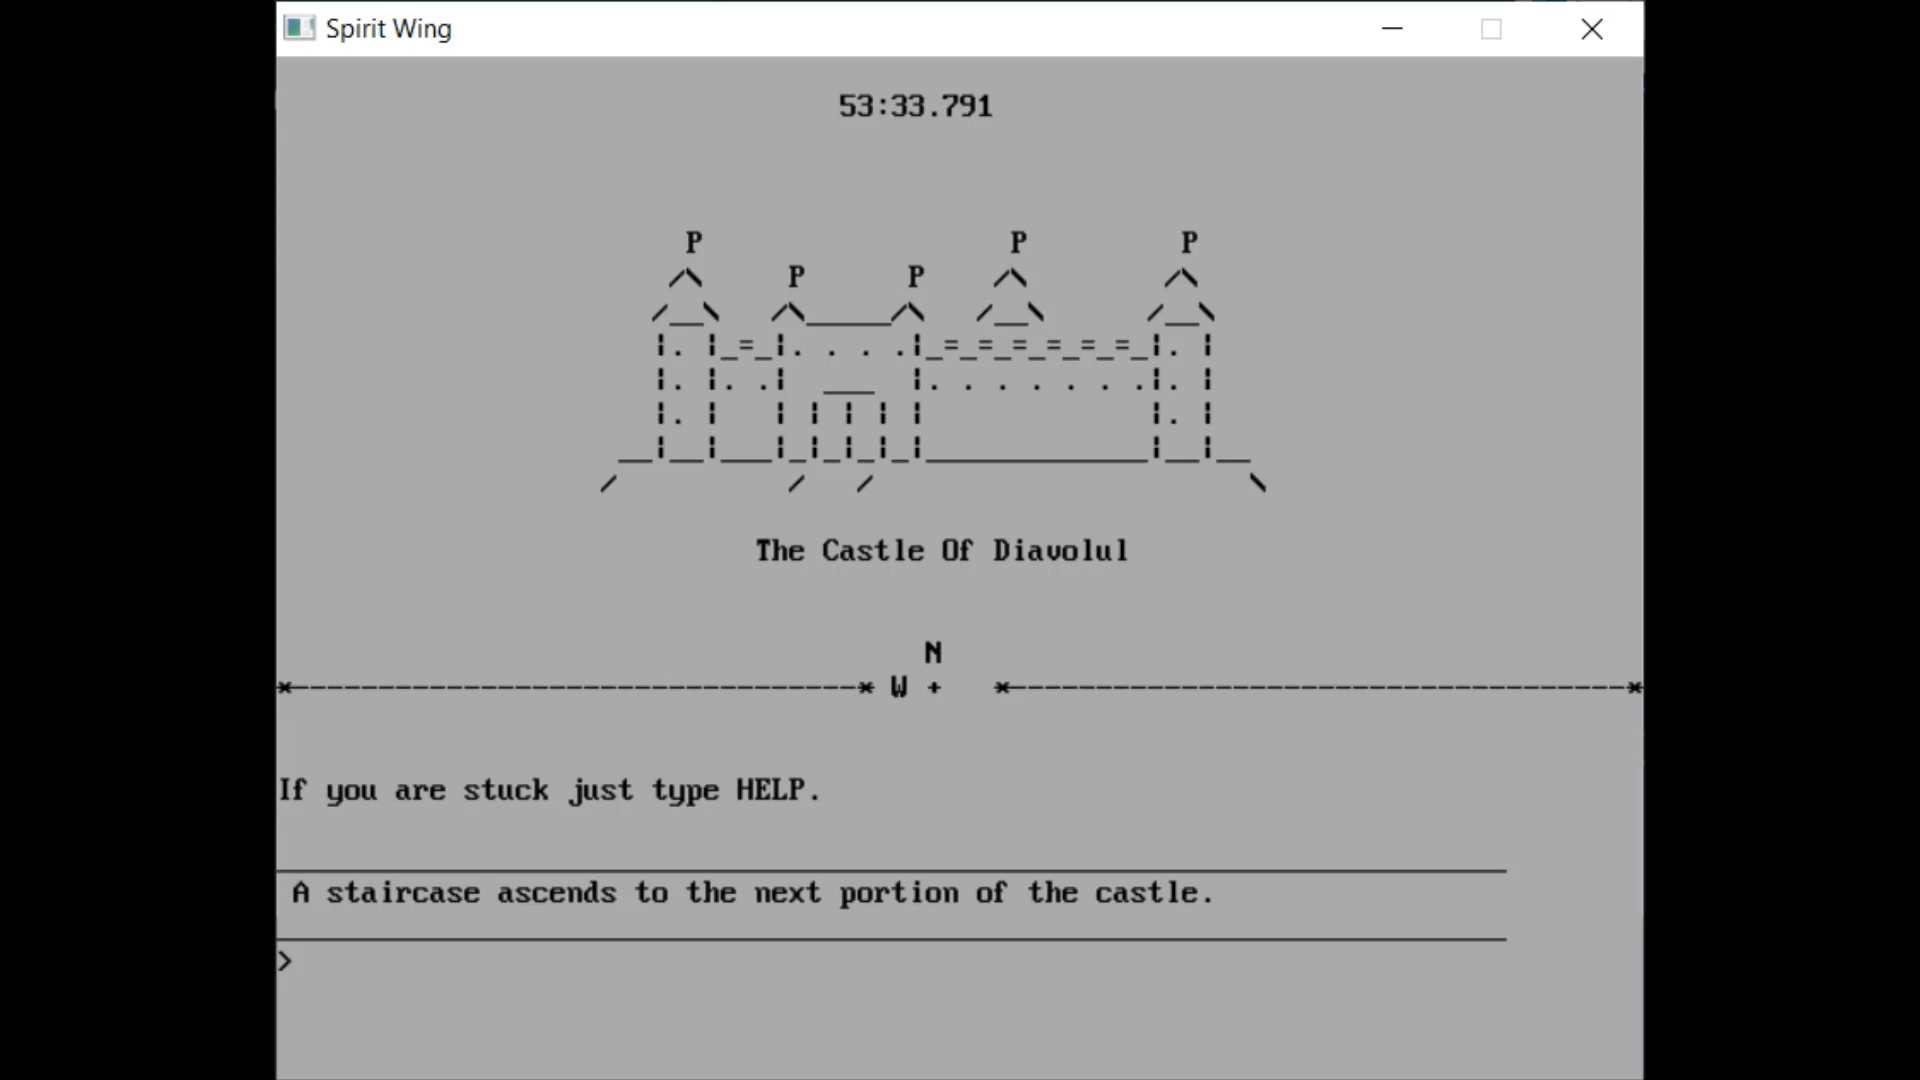 Spirit Wing
53:33.791
P P P
P P
The Castle Of Diavolul
N
W +
If you are stuck just type HELP.
A staircase ascends to the next portion of the castle.
>